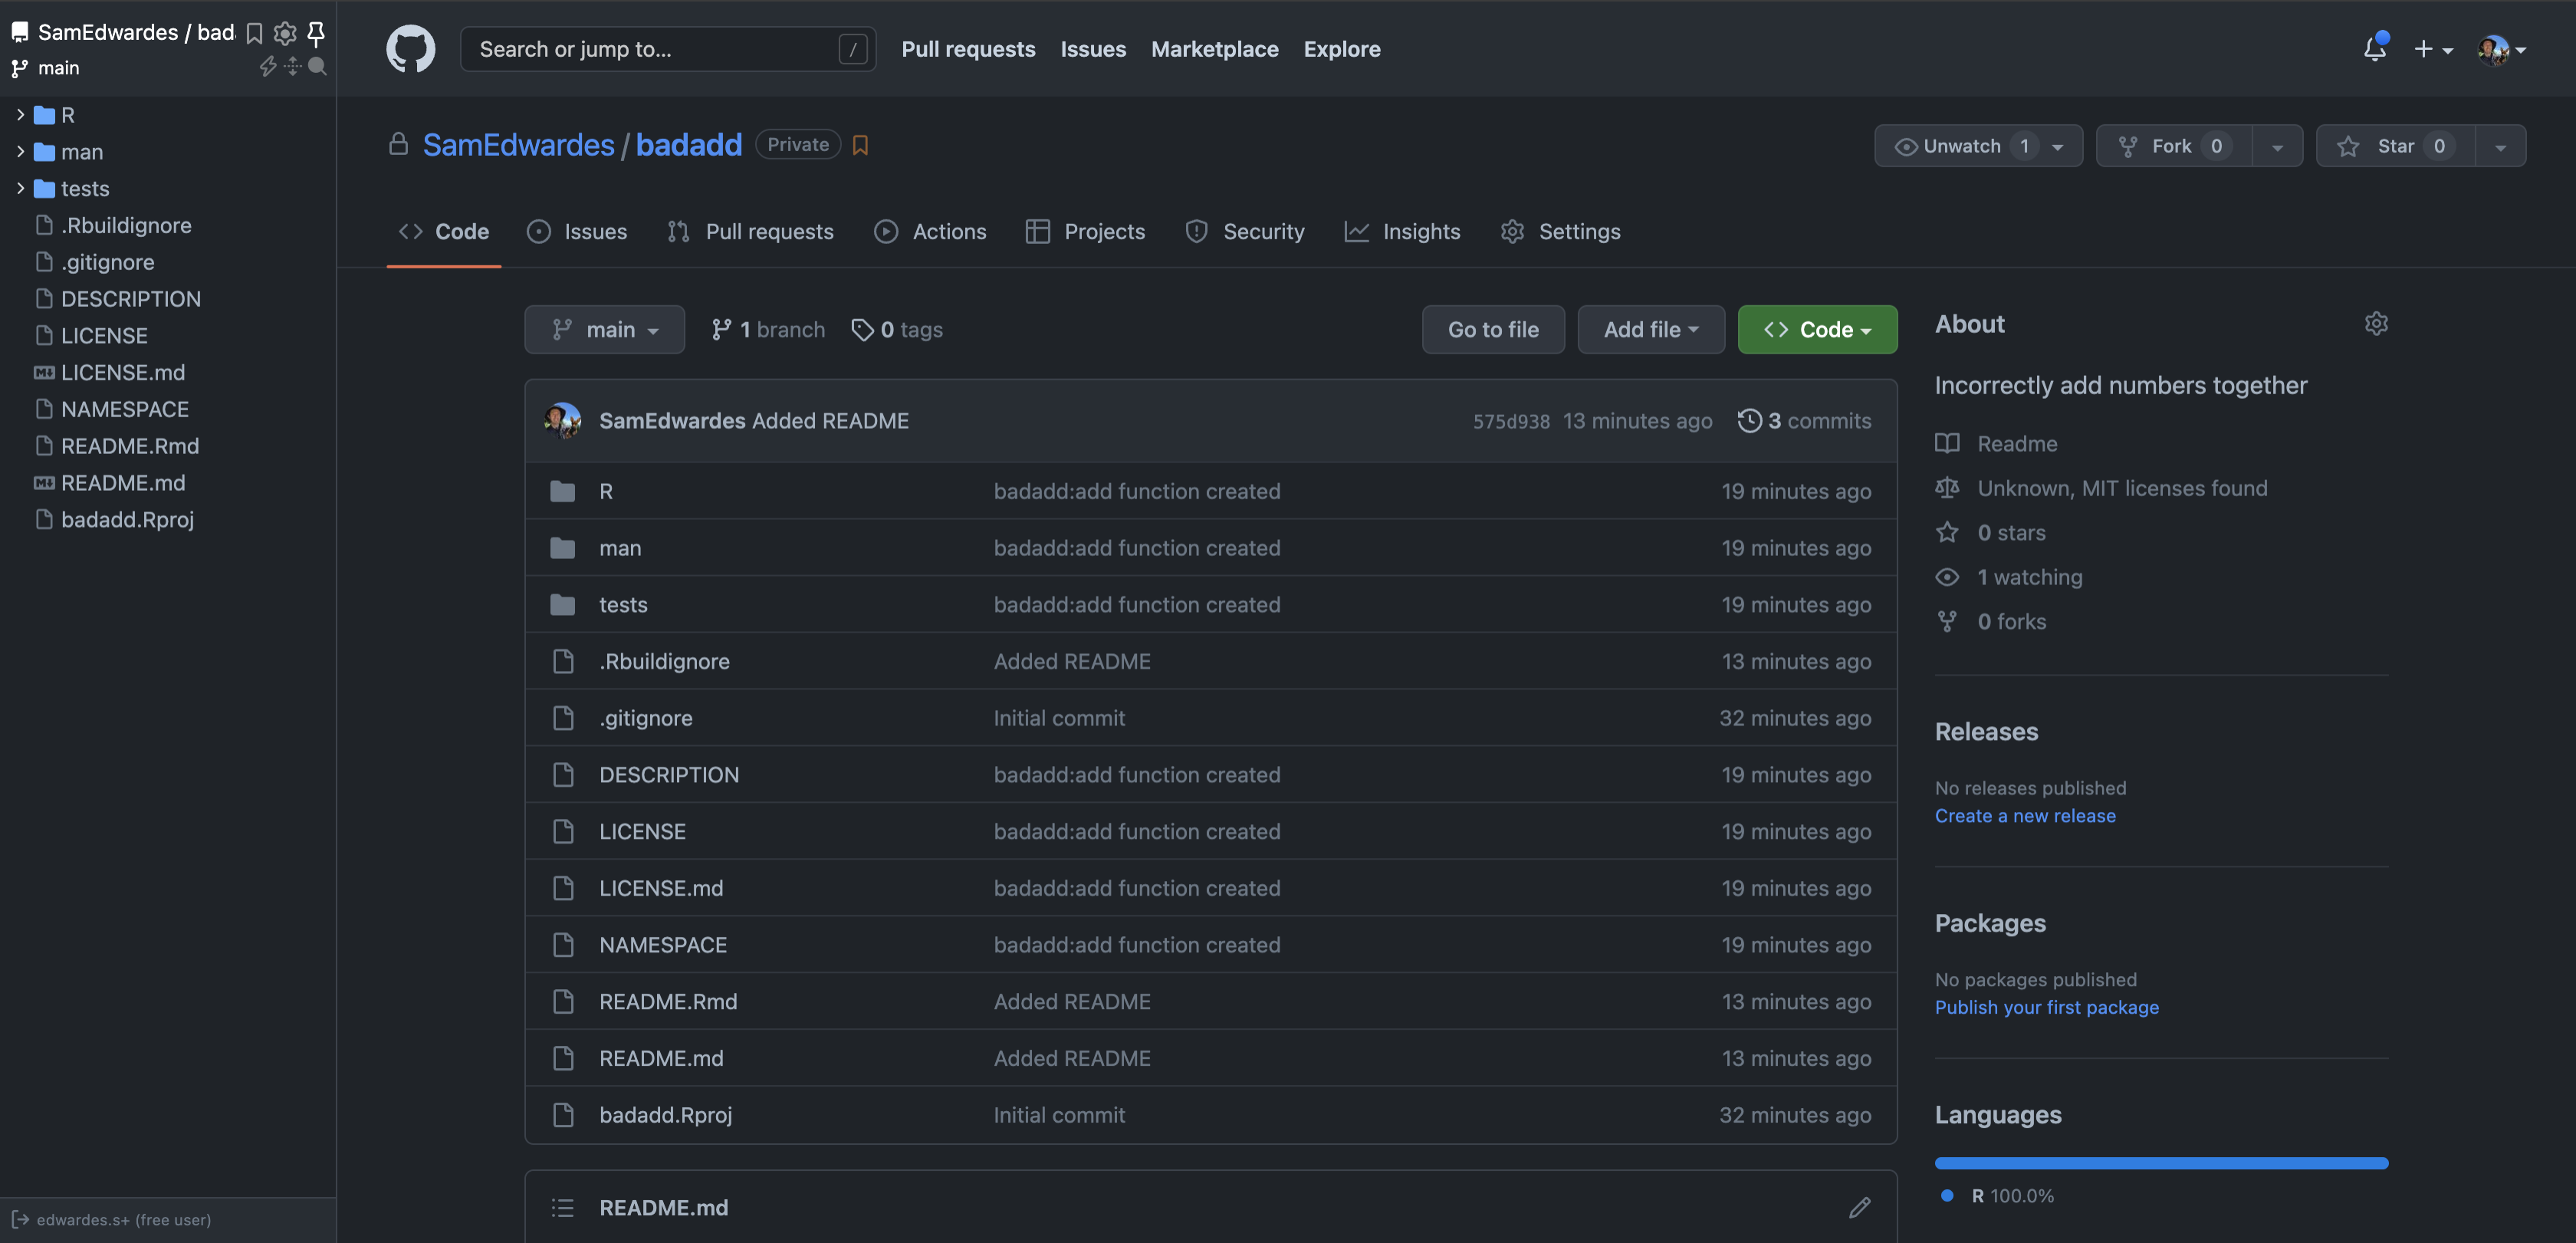 SamEdwardes / bad
main
R
man
tests
.Rbuildignore
.gitignore
DESCRIPTION
LICENSE
LICENSE.md
NAMESPACE
README.Rmd
README.md
badadd.Rproj
edwardes.s+ (free user)
Search or jump to... /
Pull requests Issues Marketplace Explore
SamEdwardes / badadd Private
Unwatch 1 Fork 0 Star 0
Code Issues Pull requests Actions Projects Security Insights Settings
main 1 branch 0 tags Go to file Add file Code
SamEdwardes Added README 575d938 13 minutes ago 3 commits
R badadd:add function created 19 minutes ago
man badadd:add function created 19 minutes ago
tests badadd:add function created 19 minutes ago
.Rbuildignore Added README 13 minutes ago
.gitignore Initial commit 32 minutes ago
DESCRIPTION badadd:add function created 19 minutes ago
LICENSE badadd:add function created 19 minutes ago
LICENSE.md badadd:add function created 19 minutes ago
NAMESPACE badadd:add function created 19 minutes ago
README.Rmd Added README 13 minutes ago
README.md Added README 13 minutes ago
badadd.Rproj Initial commit 32 minutes ago
README.md
About
Incorrectly add numbers together
Readme
Unknown, MIT licenses found
0 stars
1 watching
0 forks
Releases
No releases published
Create a new release
Packages
No packages published
Publish your first package
Languages
R 100.0%